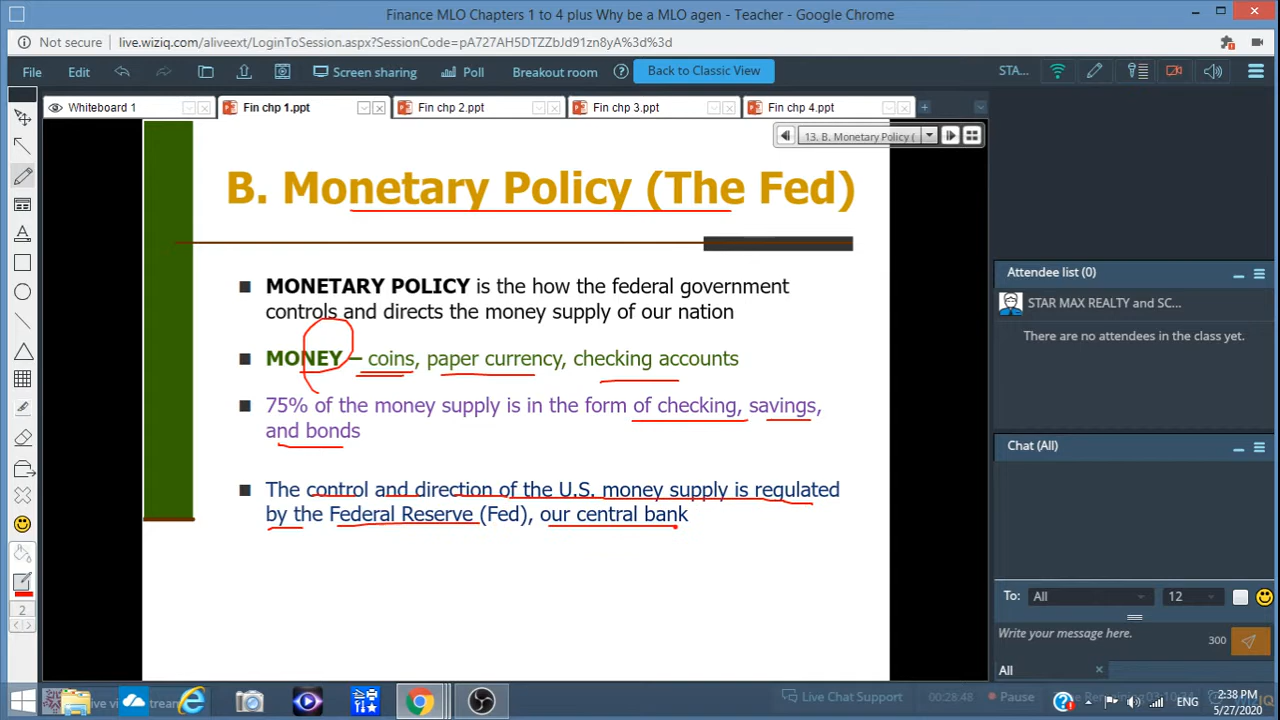 Finance MLO Chapters 1 to 4 plus Why be a MLO agen - Teacher - Google Chrome
Not secure | live.wiziq.com/aliveext/LoginToSession.aspx?SessionCode=pA727AH5DTZZbJd91zn8yA%3d%3d
File Edit Screen sharing Poll Breakout room ? Back to Classic View STA...
Whiteboard 1 Fin chp 1.ppt Fin chp 2.ppt Fin chp 3.ppt Fin chp 4.ppt
13. B. Monetary Policy (
B. Monetary Policy (The Fed)
MONETARY POLICY is the how the federal government
controls and directs the money supply of our nation
MONEY – coins, paper currency, checking accounts
75% of the money supply is in the form of checking, savings,
and bonds
The control and direction of the U.S. money supply is regulated
by the Federal Reserve (Fed), our central bank
2
Attendee list (0)
STAR MAX REALTY and SC...
There are no attendees in the class yet.
Chat (All)
To: All 12
Write your message here. 300
All
Live Chat Support 00:28:48 Pause
ENG
2:38 PM
5/27/2020